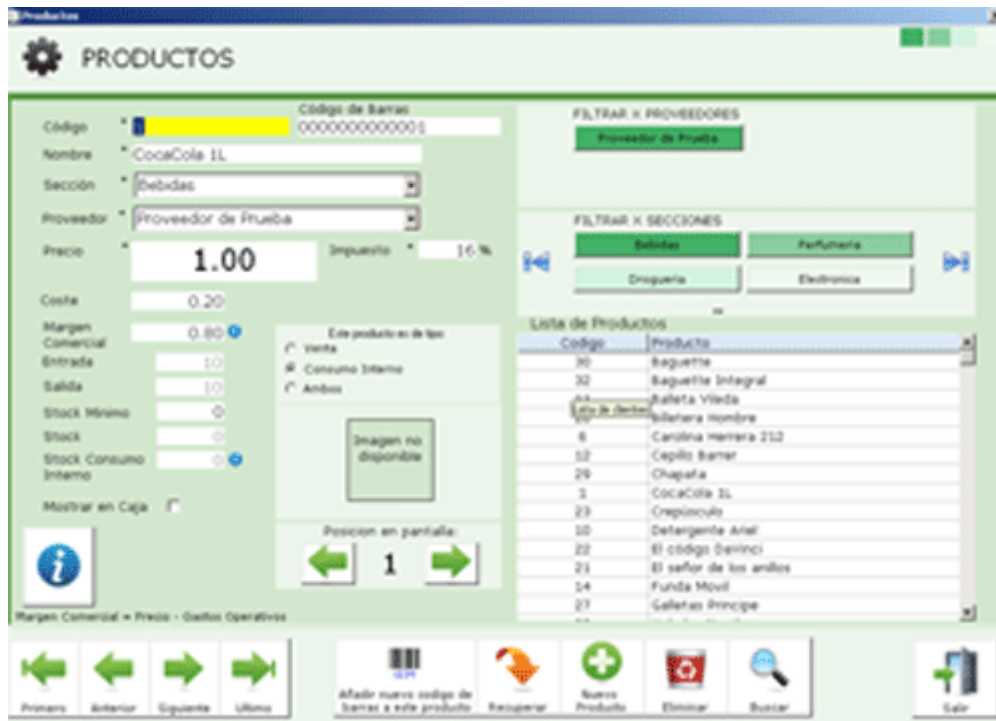 Productos
PRODUCTOS
Código de Barras
Código * 1 0000000000001
Nombre * CocaCola 1L
Sección * Bebidas
Proveedor * Proveedor de Prueba
Precio * 1.00 Impuesto * 16 %
Coste 0.20
Margen Comercial 0.80
Entrada 10
Salida 10
Stock Minimo 0
Stock 0
Stock Consumo Interno 0
Mostrar en Caja
Este producto es de tipo:
Venta
Consumo Interno
Ambos
Imagen no
disponible
Posicion en pantalla:
1
Margen Comercial = Precio - Gastos Operativos
FILTRAR X PROVEEDORES
Proveedor de Prueba
FILTRAR X SECCIONES
Bebidas Perfumeria
Drogueria Electronica
Lista de Productos
Codigo Producto
30 Baguette
32 Baguette Integral
Balleta Vileda
Lista de clientes
Billetera Hombre
6 Carolina Herrera 212
12 Cepillo Barrer
29 Chapata
1 CocaCola 1L
23 Crepúsculo
10 Detergente Ariel
22 El código Davinci
21 El señor de los anillos
14 Funda Movil
27 Galletas Principe
Primero Anterior Siguiente Ultimo
Añadir nuevo codigo de
barras a este producto
Recuperar
Nuevo
Producto
Eliminar
Buscar
Salir